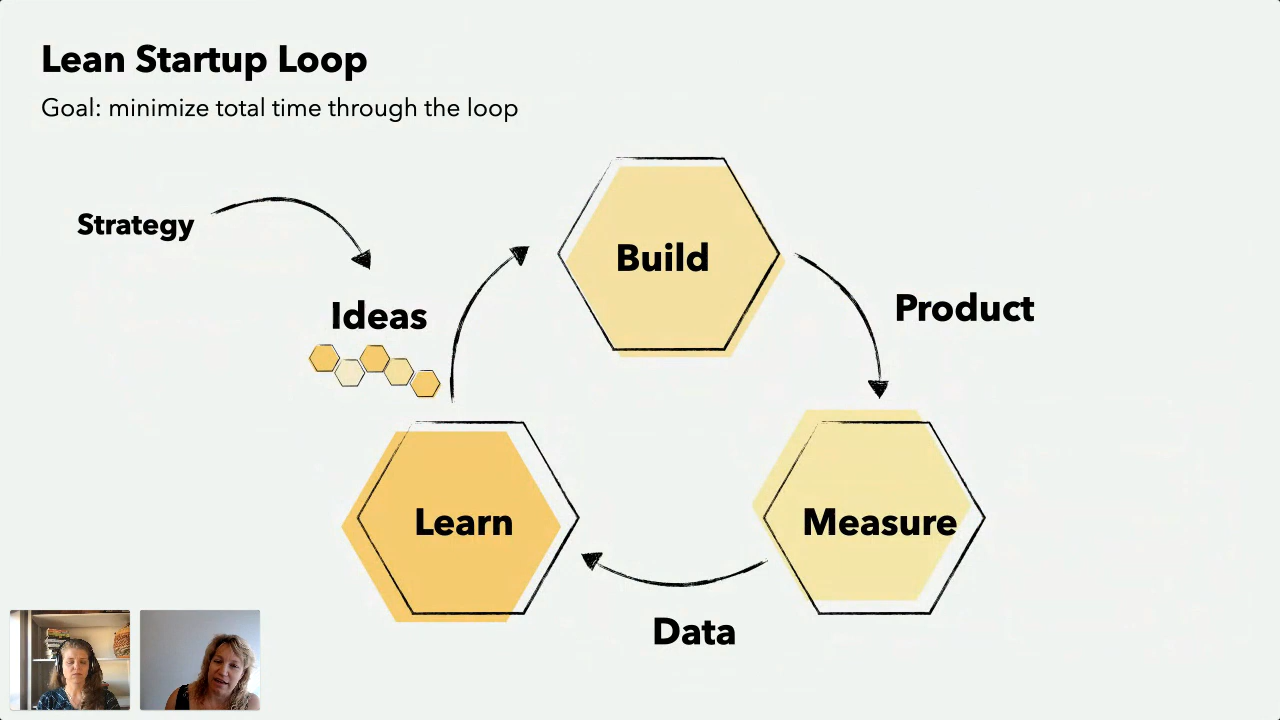 Lean Startup Loop
Goal: minimize total time through the loop
Strategy
Ideas
Build
Product
Learn
Measure
Data